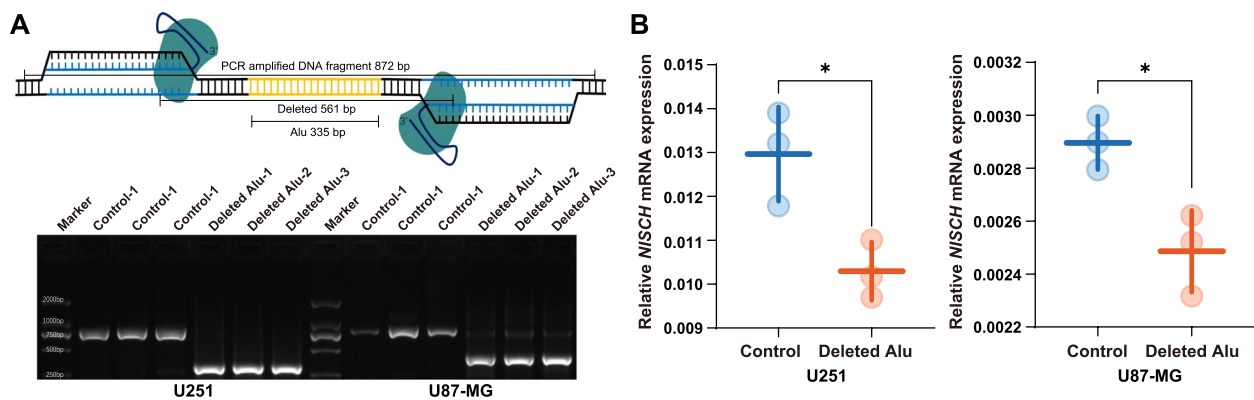 A
3'
PCR amplified DNA fragment 872 bp
Deleted 561 bp
Alu 335 bp
3'
Marker
Control-1
Control-1
Control-1
Deleted Alu-1
Deleted Alu-2
Deleted Alu-3
Marker
Control-1
Control-1
Control-1
Deleted Alu-1
Deleted Alu-2
Deleted Alu-3
2000bp
1000bp
750bp
500bp
250bp
U251
U87-MG
B
Relative NISCH mRNA expression
0.015
0.014
0.013
0.012
0.011
0.010
0.009
*
Control
Deleted Alu
U251
Relative NISCH mRNA expression
0.0032
0.0030
0.0028
0.0026
0.0024
0.0022
*
Control
Deleted Alu
U87-MG